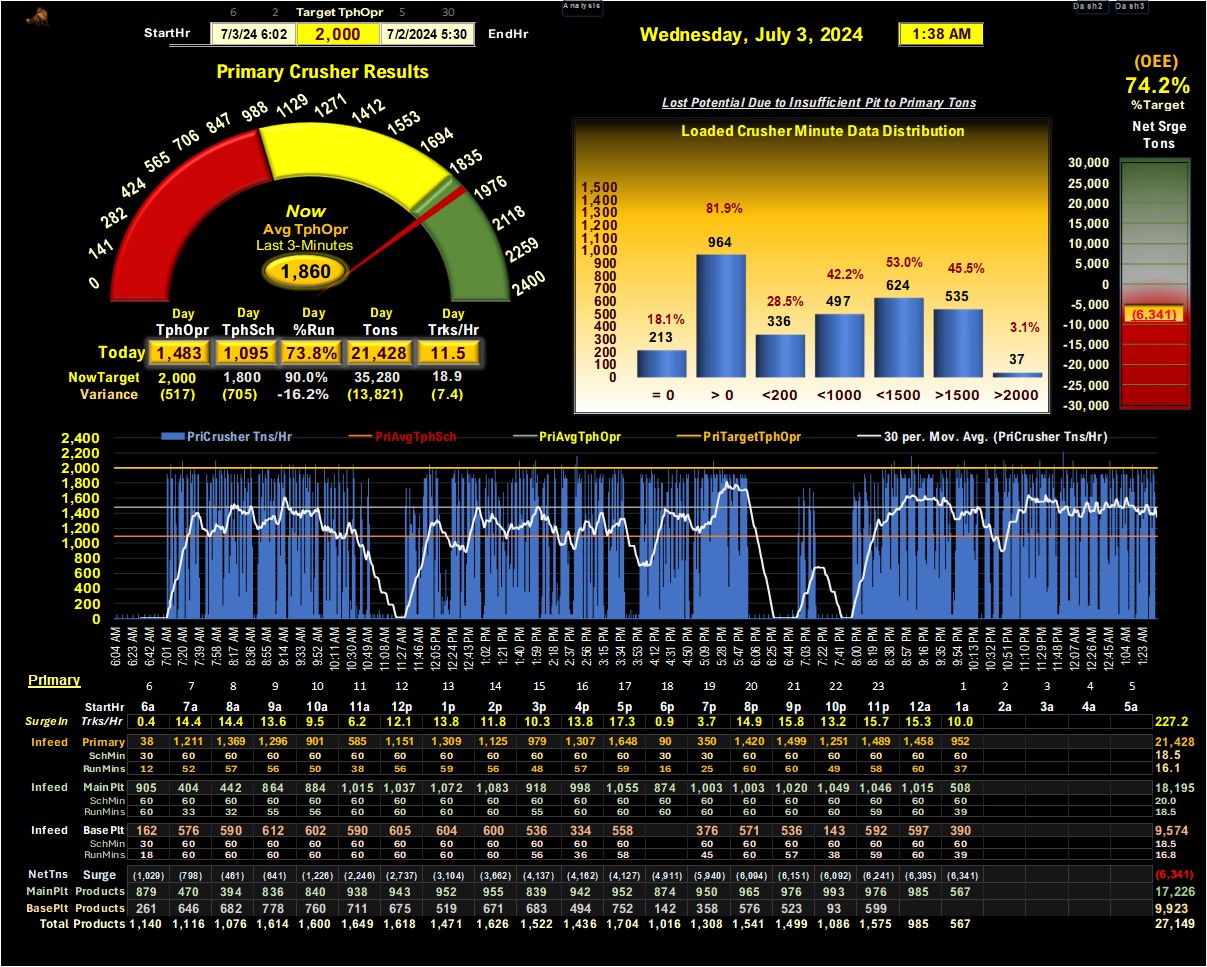 6 2 Target TphOpr 5 30
Analysis
Dash2 Dash3
StartHr 7/3/24 6:02 2,000 7/2/2024 5:30 EndHr
Wednesday, July 3, 2024 1:38 AM
(OEE)
74.2%
%Target
Net Srge
Tons
Primary Crusher Results
0 141 282 424 565 706 847 988 1129 1271 1412 1553 1694 1835 1976 2118 2259 2400
Now
Avg TphOpr
Last 3-Minutes
1,860
Day Day Day Day Day
TphOpr TphSch %Run Tons Trks/Hr
Today 1,483 1,095 73.8% 21,428 11.5
NowTarget 2,000 1,800 90.0% 35,280 18.9
Variance (517) (705) -16.2% (13,821) (7.4)
Lost Potential Due to Insufficient Pit to Primary Tons
Loaded Crusher Minute Data Distribution
1,500
1,400
1,300
1,200
1,100
1,000
900
800
700
600
500
400
300
200
100
0
18.1% 81.9% 28.5% 42.2% 53.0% 45.5% 3.1%
213 964 336 497 624 535 37
= 0 > 0 <200 <1000 <1500 >1500 >2000
30,000
25,000
20,000
15,000
10,000
5,000
0
-5,000
-10,000
-15,000
-20,000
-25,000
-30,000
(6,341)
PriCrusher Tns/Hr PriAvgTphSch PriAvgTphOpr PriTargetTphOpr 30 per. Mov. Avg. (PriCrusher Tns/Hr)
2,400
2,200
2,000
1,800
1,600
1,400
1,200
1,000
800
600
400
200
0
6:04 AM 6:23 AM 6:42 AM 7:01 AM 7:20 AM 7:39 AM 7:58 AM 8:17 AM 8:36 AM 8:55 AM 9:14 AM 9:33 AM 9:52 AM 10:11 AM 10:30 AM 10:49 AM 11:08 AM 11:27 AM 11:46 AM 12:05 PM 12:24 PM 12:43 PM 1:02 PM 1:21 PM 1:40 PM 1:59 PM 2:18 PM 2:37 PM 2:56 PM 3:15 PM 3:34 PM 3:53 PM 4:12 PM 4:31 PM 4:50 PM 5:09 PM 5:28 PM 5:47 PM 6:06 PM 6:25 PM 6:44 PM 7:03 PM 7:22 PM 7:41 PM 8:00 PM 8:19 PM 8:38 PM 8:57 PM 9:16 PM 9:35 PM 9:54 PM 10:13 PM 10:32 PM 10:51 PM 11:10 PM 11:29 PM 11:48 PM 12:07 AM 12:26 AM 12:45 AM 1:04 AM 1:23 AM
Primary
6 7 8 9 10 11 12 13 14 15 16 17 18 19 20 21 22 23 1 2 3 4 5
StartHr 6a 7a 8a 9a 10a 11a 12p 13p 2p 3p 4p 5p 6p 7p 8p 9p 10p 11p 12a 1a 2a 3a 4a 5a
SurgeIn Trks/Hr 0.4 14.4 14.4 13.6 9.5 6.2 12.1 13.8 11.8 10.3 13.8 17.3 0.9 3.7 14.9 15.8 13.2 15.7 15.3 10.0 227.2
Infeed Primary 38 1,211 1,369 1,296 901 585 1,151 1,309 1,125 979 1,307 1,648 90 350 1,420 1,499 1,251 1,489 1,458 952 21,428
SchMin 30 60 60 60 60 60 60 60 60 60 60 60 30 30 60 60 60 60 60 60 18.5
RunMins 12 52 57 56 50 38 56 59 56 48 57 59 16 25 60 60 49 58 60 37 16.1
Infeed MainPlt 905 404 442 864 884 1,015 1,037 1,072 1,083 918 998 1,055 874 1,003 1,003 1,020 1,049 1,046 1,015 508 18,195
SchMin 60 60 60 60 60 60 60 60 60 60 60 60 60 60 60 60 60 60 60 60 20.0
RunMins 60 33 32 55 56 60 60 60 60 55 60 60 60 60 60 60 60 59 60 39 18.5
Infeed BasePlt 162 576 590 612 602 590 605 604 600 536 334 558 376 571 536 143 592 597 390 9,574
SchMin 30 60 60 60 60 60 60 60 60 60 60 60 60 60 60 60 60 60 60 18.5
RunMins 18 60 60 60 60 60 60 60 60 56 36 58 45 60 57 38 59 60 39 16.8
NetTns Surge (1,029) (798) (461) (641) (1,226) (2,246) (2,737) (3,104) (3,662) (4,137) (4,162) (4,127) (4,911) (5,940) (6,094) (6,151) (6,092) (6,241) (6,395) (6,341) (6,341)
MainPlt Products 879 470 394 836 840 938 943 952 955 839 942 952 874 950 965 976 993 976 985 567 17,226
BasePlt Products 261 646 682 778 760 711 675 519 671 683 494 752 142 358 576 523 93 599 9,923
Total Products 1,140 1,116 1,076 1,614 1,600 1,649 1,618 1,471 1,626 1,522 1,436 1,704 1,016 1,308 1,541 1,499 1,086 1,575 985 567 27,149